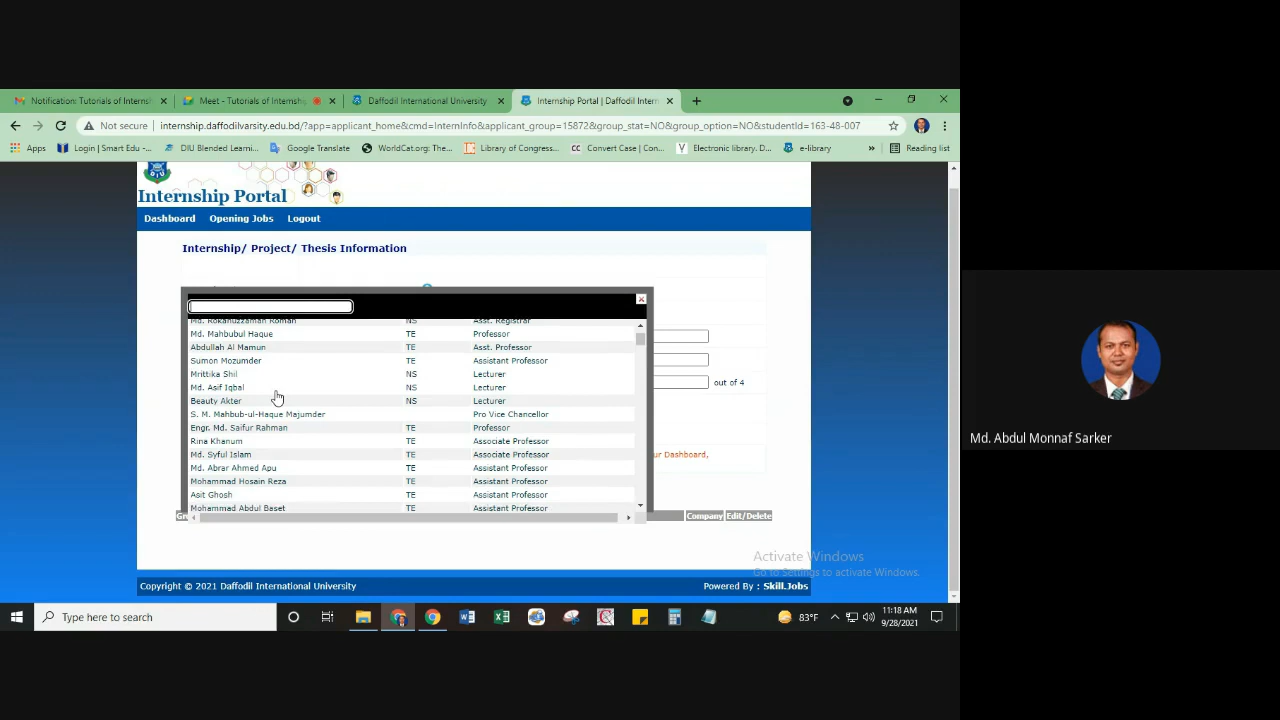 Notification: Tutorials of Interns
Meet - Tutorials of Internshi
Daffodil International University
Internship Portal | Daffodil Intern
Not secure
internship.daffodilvarsity.edu.bd/?app=applicant_home&cmd=InternInfo&applicant_group=15872&group_stat=NO&group_option=NO&studentId=163-48-007
Apps
Login | Smart Edu -...
DIU Blended Learni...
Google Translate
WorldCat.org: The...
Library of Congress...
Convert Case | Con...
Electronic library. D...
e-library
»
Reading list
Internship Portal
Dashboard Opening Jobs Logout
Internship/ Project/ Thesis Information
Md. Rokanuzzaman Roman NS Asst. Registrar
Md. Mahbubul Haque TE Professor
Abdullah Al Mamun TE Asst. Professor
Sumon Mozumder TE Assistant Professor
Mrittika Shil NS Lecturer
Md. Asif Iqbal NS Lecturer
out of 4
Beauty Akter NS Lecturer
S. M. Mahbub-ul-Haque Majumder Pro Vice Chancellor
Engr. Md. Saifur Rahman TE Professor
Rina Khanum TE Associate Professor
Md. Syful Islam TE Associate Professor
ur Dashboard,
Md. Abrar Ahmed Apu TE Assistant Professor
Mohammad Hosain Reza TE Assistant Professor
Asit Ghosh TE Assistant Professor
Mohammad Abdul Baset TE Assistant Professor
Company Edit/Delete
Activate Windows
Go to Settings to activate Windows.
Copyright © 2021 Daffodil International University
Powered By : Skill.Jobs
Type here to search
83°F
11:18 AM
9/28/2021
Md. Abdul Monnaf Sarker